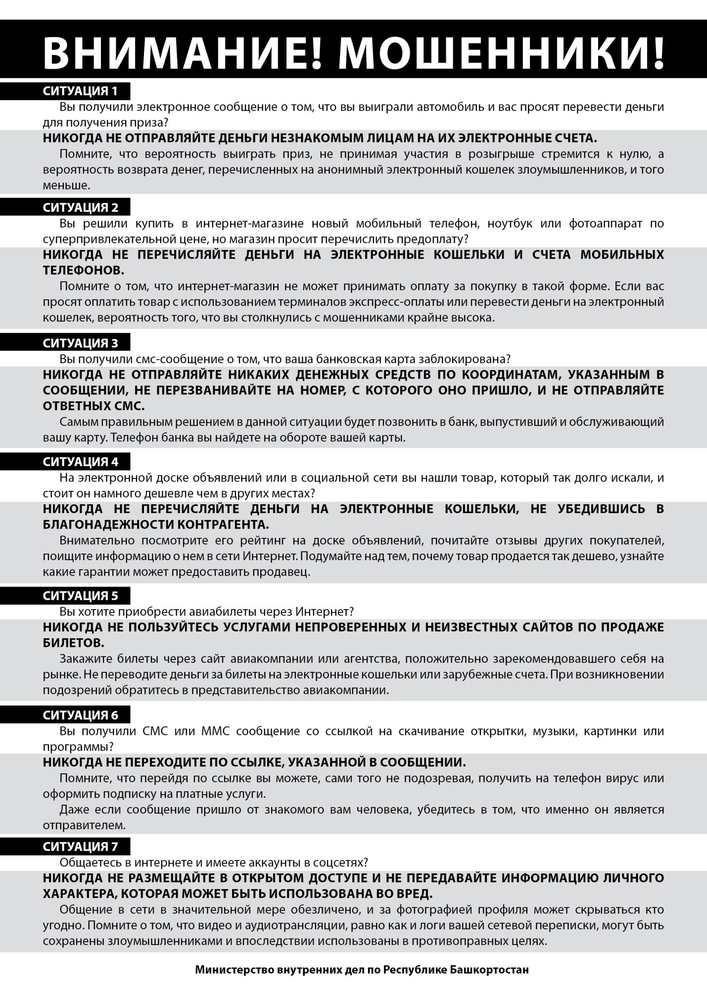 ВНИМАНИЕ! МОШЕННИКИ!
СИТУАЦИЯ 1
Вы получили электронное сообщение о том, что вы выиграли автомобиль и вас просят перевести деньги
для получения приза?
НИКОГДА НЕ ОТПРАВЛЯЙТЕ ДЕНЬГИ НЕЗНАКОМЫМ ЛИЦАМ НА ИХ ЭЛЕКТРОННЫЕ СЧЕТА.
Помните, что вероятность выиграть приз, не принимая участия в розыгрыше стремится к нулю, а
вероятность возврата денег, перечисленных на анонимный электронный кошелек злоумышленников, и того
меньше.
СИТУАЦИЯ 2
Вы решили купить в интернет-магазине новый мобильный телефон, ноутбук или фотоаппарат по
суперпривлекательной цене, но магазин просит перечислить предоплату?
НИКОГДА НЕ ПЕРЕЧИСЛЯЙТЕ ДЕНЬГИ НА ЭЛЕКТРОННЫЕ КОШЕЛЬКИ И СЧЕТА МОБИЛЬНЫХ
ТЕЛЕФОНОВ.
Помните о том, что интернет-магазин не может принимать оплату за покупку в такой форме. Если вас
просят оплатить товар с использованием терминалов экспресс-оплаты или перевести деньги на электронный
кошелек, вероятность того, что вы столкнулись с мошенниками крайне высока.
СИТУАЦИЯ 3
Вы получили смс-сообщение о том, что ваша банковская карта заблокирована?
НИКОГДА НЕ ОТПРАВЛЯЙТЕ НИКАКИХ ДЕНЕЖНЫХ СРЕДСТВ ПО КООРДИНАТАМ, УКАЗАННЫМ В
СООБЩЕНИИ, НЕ ПЕРЕЗВАНИВАЙТЕ НА НОМЕР, С КОТОРОГО ОНО ПРИШЛО, И НЕ ОТПРАВЛЯЙТЕ
ОТВЕТНЫХ СМС.
Самым правильным решением в данной ситуации будет позвонить в банк, выпустивший и обслуживающий
вашу карту. Телефон банка вы найдете на обороте вашей карты.
СИТУАЦИЯ 4
На электронной доске объявлений или в социальной сети вы нашли товар, который так долго искали, и
стоит он намного дешевле чем в других местах?
НИКОГДА НЕ ПЕРЕЧИСЛЯЙТЕ ДЕНЬГИ НА ЭЛЕКТРОННЫЕ КОШЕЛЬКИ, НЕ УБЕДИВШИСЬ В
БЛАГОНАДЕЖНОСТИ КОНТРАГЕНТА.
Внимательно посмотрите его рейтинг на доске объявлений, почитайте отзывы других покупателей,
поищите информацию о нем в сети Интернет. Подумайте над тем, почему товар продается так дешево, узнайте
какие гарантии может предоставить продавец.
СИТУАЦИЯ 5
Вы хотите приобрести авиабилеты через Интернет?
НИКОГДА НЕ ПОЛЬЗУЙТЕСЬ УСЛУГАМИ НЕПРОВЕРЕННЫХ И НЕИЗВЕСТНЫХ САЙТОВ ПО ПРОДАЖЕ
БИЛЕТОВ.
Закажите билеты через сайт авиакомпании или агентства, положительно зарекомендовавшего себя на
рынке. Не переводите деньги за билеты на электронные кошельки или зарубежные счета. При возникновении
подозрений обратитесь в представительство авиакомпании.
СИТУАЦИЯ 6
Вы получили СМС или ММС сообщение со ссылкой на скачивание открытки, музыки, картинки или
программы?
НИКОГДА НЕ ПЕРЕХОДИТЕ ПО ССЫЛКЕ, УКАЗАННОЙ В СООБЩЕНИИ.
Помните, что перейдя по ссылке вы можете, сами того не подозревая, получить на телефон вирус или
оформить подписку на платные услуги.
Даже если сообщение пришло от знакомого вам человека, убедитесь в том, что именно он является
отправителем.
СИТУАЦИЯ 7
Общаетесь в интернете и имеете аккаунты в соцсетях?
НИКОГДА НЕ РАЗМЕЩАЙТЕ В ОТКРЫТОМ ДОСТУПЕ И НЕ ПЕРЕДАВАЙТЕ ИНФОРМАЦИЮ ЛИЧНОГО
ХАРАКТЕРА, КОТОРАЯ МОЖЕТ БЫТЬ ИСПОЛЬЗОВАНА ВО ВРЕД.
Общение в сети в значительной мере обезличено, и за фотографией профиля может скрываться кто
угодно. Помните о том, что видео и аудиотрансляции, равно как и логи вашей сетевой переписки, могут быть
сохранены злоумышленниками и впоследствии использованы в противоправных целях.
Министерство внутренних дел по Республике Башкортостан